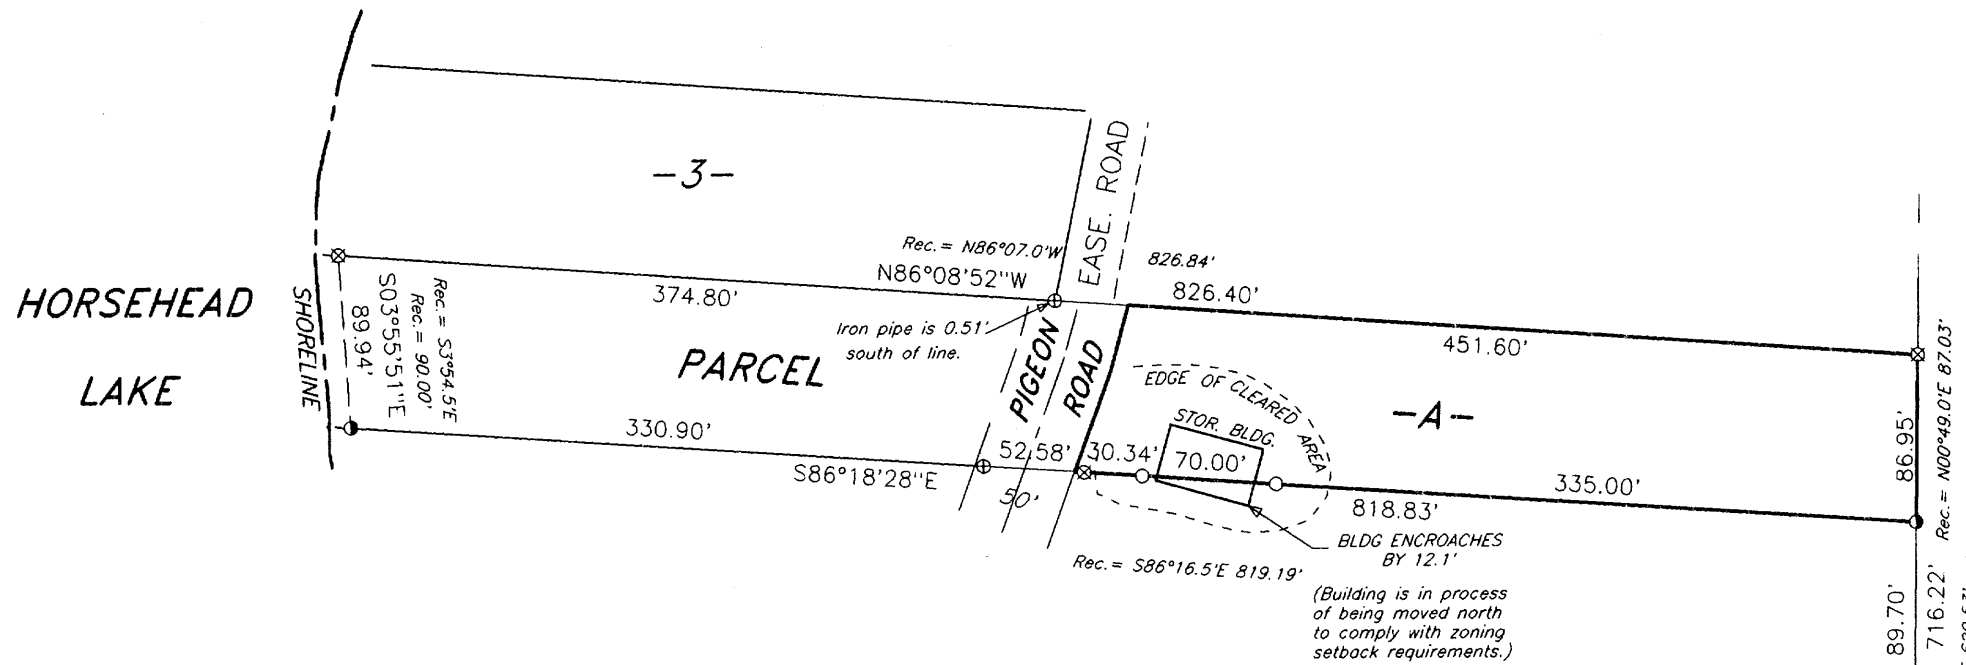 -3-
EASE. ROAD
Rec. = N86°07.0'W
N86°08'52"W
826.84'
826.40'
374.80'
HORSEHEAD
LAKE
SHORELINE
Rec. = S3°54.5'E
Rec. = 90.00'
S03°55'51"E
89.94'
Iron pipe is 0.51'
south of line.
PARCEL
PIGEON
ROAD
451.60'
EDGE OF CLEARED AREA
STOR. BLDG.
-A-
86.95'
Rec. = N00°49.0'E 87.03'
330.90'
S86°18'28"E
52.58'
30.34'
70.00'
335.00'
50'
818.83'
BLDG ENCROACHES
BY 12.1'
Rec. = S86°16.5'E 819.19'
(Building is in process
of being moved north
to comply with zoning
setback requirements.)
89.70'
716.22'